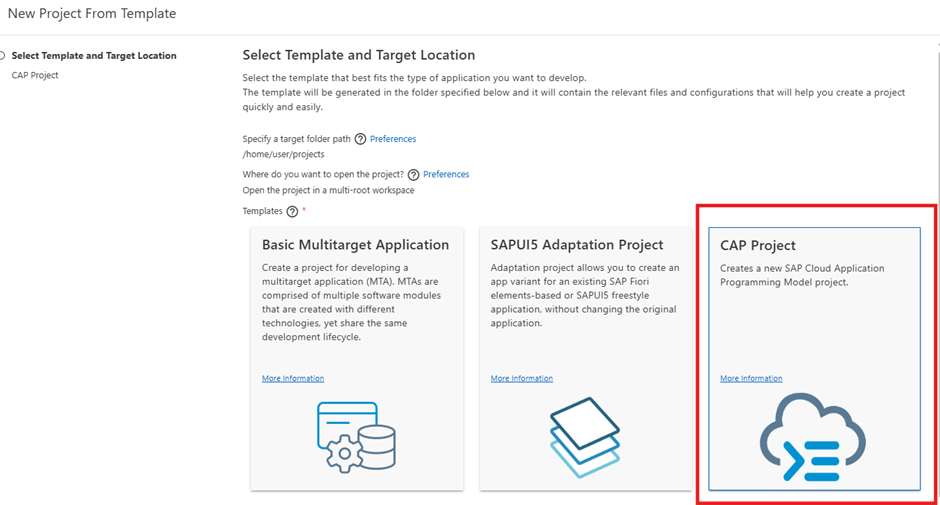 New Project From Template
Select Template and Target Location
CAP Project
Select Template and Target Location
Select the template that best fits the type of application you want to develop.
The template will be generated in the folder specified below and it will contain the relevant files and configurations that will help you create a project
quickly and easily.
Specify a target folder path ? Preferences
/home/user/projects
Where do you want to open the project? ? Preferences
Open the project in a multi-root workspace
Templates ? *
Basic Multitarget Application
Create a project for developing a
multitarget application (MTA). MTAs are
comprised of multiple software modules
that are created with different
technologies, yet share the same
development lifecycle.
More Information
SAPUI5 Adaptation Project
Adaptation project allows you to create an
app variant for an existing SAP Fiori
elements-based or SAPUI5 freestyle
application, without changing the original
application.
More Information
CAP Project
Creates a new SAP Cloud Application
Programming Model project.
More Information